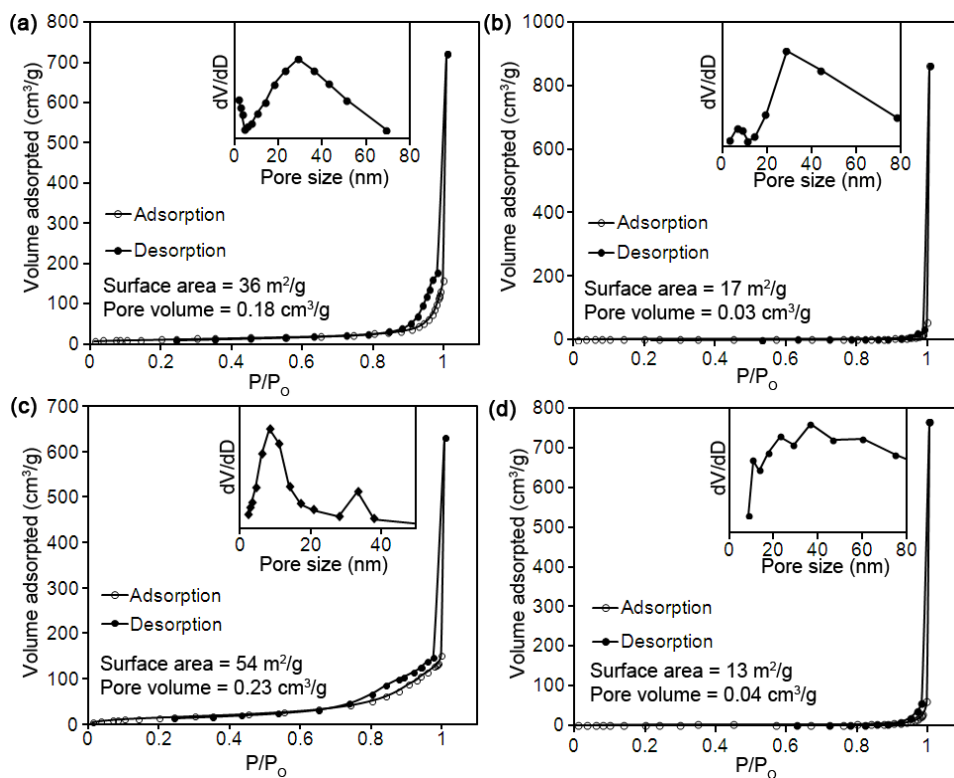 (a)
800
700
600
500
400
300
200
100
0
Volume adsorpted (cm³/g)
dV/dD
0 20 40 60 80
Pore size (nm)
Adsorption
Desorption
Surface area = 36 m²/g
Pore volume = 0.18 cm³/g
0 0.2 0.4 0.6 0.8 1
P/P₀
(b)
1000
800
600
400
200
0
Volume adsorpted (cm³/g)
dV/dD
0 20 40 60 80
Pore size (nm)
Adsorption
Desorption
Surface area = 17 m²/g
Pore volume = 0.03 cm³/g
0 0.2 0.4 0.6 0.8 1
P/P₀
(c)
700
600
500
400
300
200
100
0
Volume adsorpted (cm³/g)
dV/dD
0 20 40
Pore size (nm)
Adsorption
Desorption
Surface area = 54 m²/g
Pore volume = 0.23 cm³/g
0 0.2 0.4 0.6 0.8 1
P/P₀
(d)
800
700
600
500
400
300
200
100
0
Volume adsorpted (cm³/g)
dV/dD
0 20 40 60 80
Pore size (nm)
Adsorption
Desorption
Surface area = 13 m²/g
Pore volume = 0.04 cm³/g
0 0.2 0.4 0.6 0.8 1
P/P₀